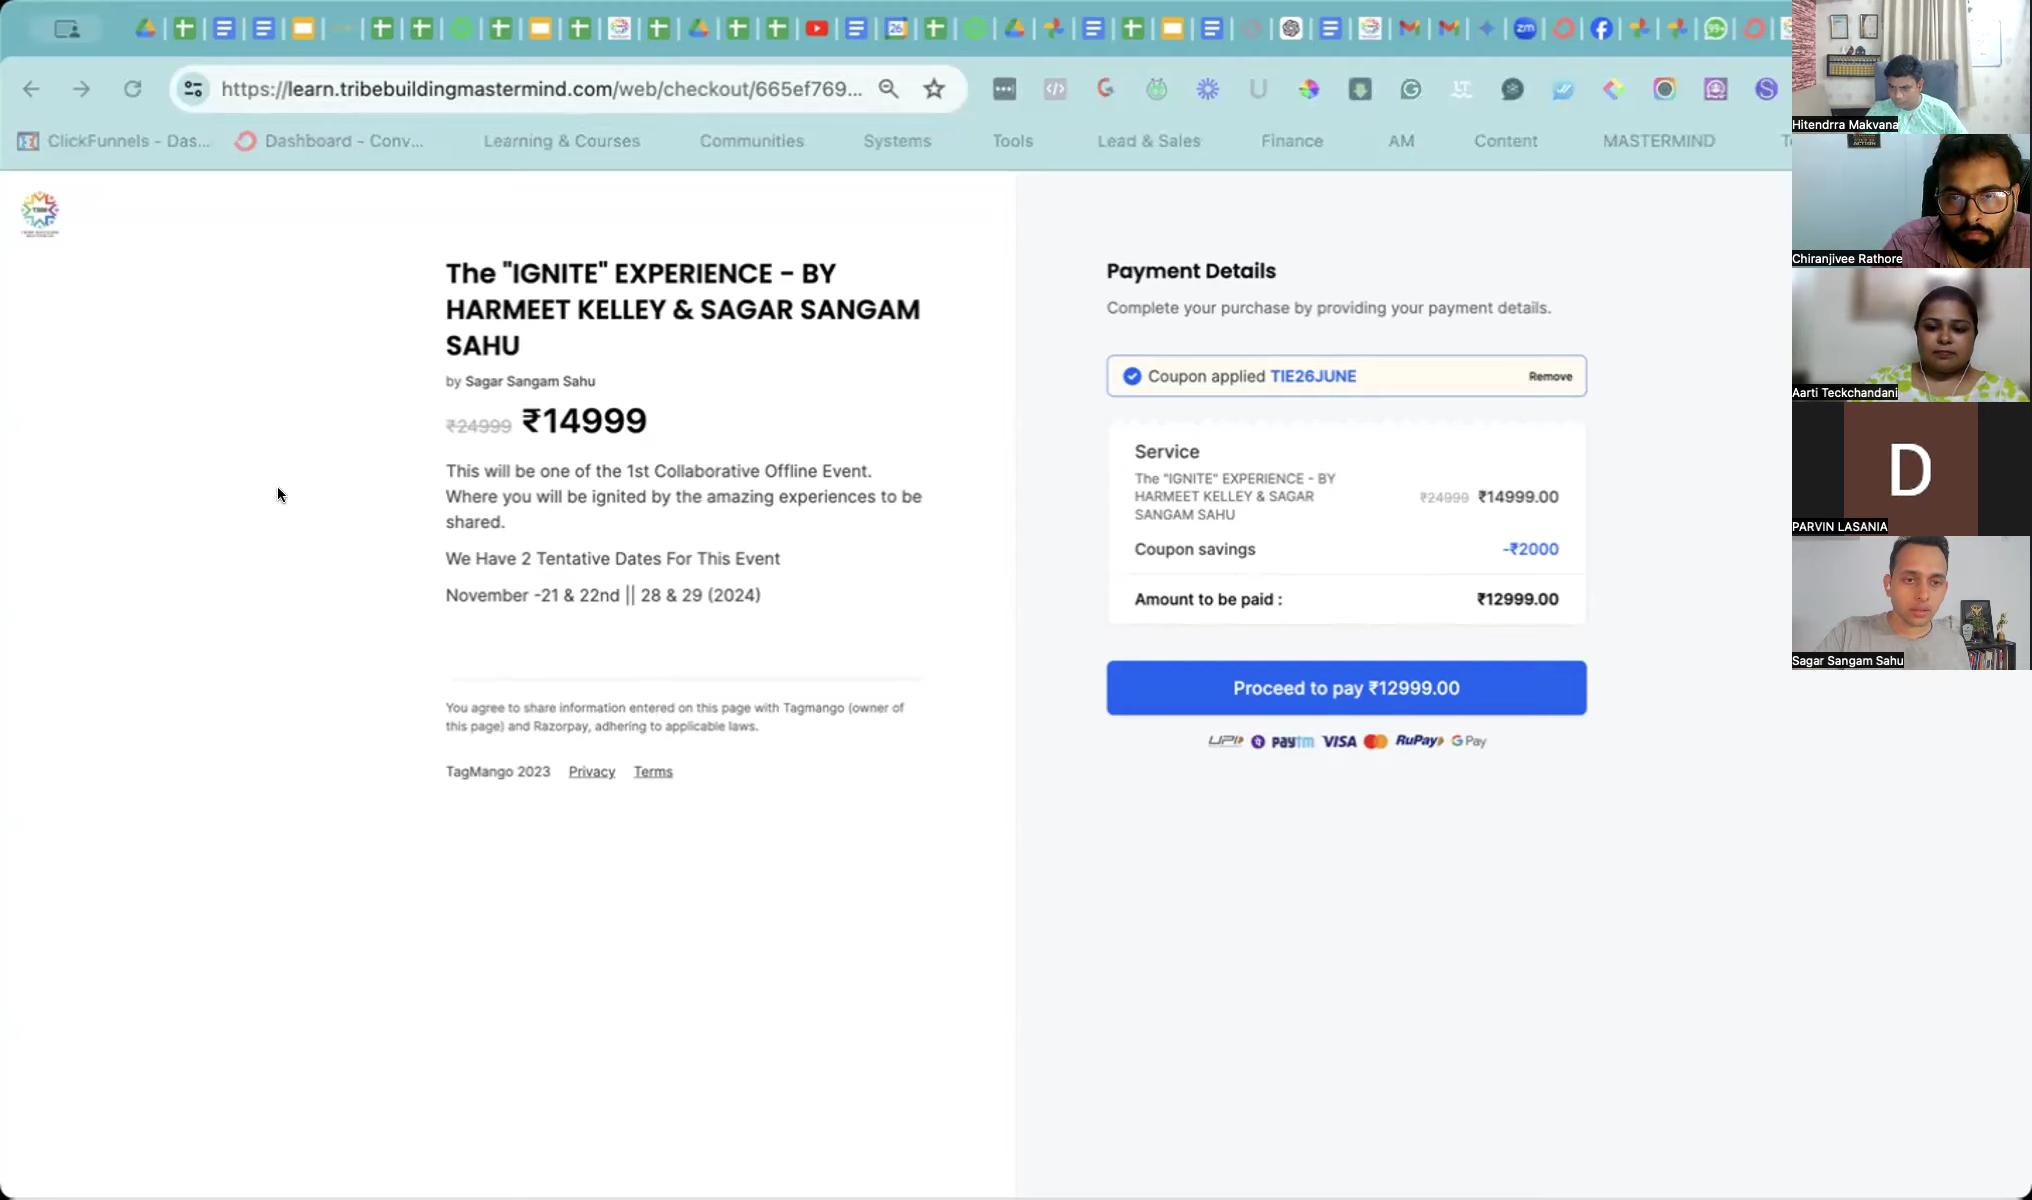 https://learn.tribebuildingmastermind.com/web/checkout/665ef769...
ClickFunnels - Das... Dashboard - Conv... Learning & Courses Communities Systems Tools Lead & Sales Finance AM Content MASTERMIND
The "IGNITE" EXPERIENCE - BY
HARMEET KELLEY & SAGAR SANGAM
SAHU
by Sagar Sangam Sahu
₹24999 ₹14999
This will be one of the 1st Collaborative Offline Event.
Where you will be ignited by the amazing experiences to be
shared.
We Have 2 Tentative Dates For This Event
November -21 & 22nd || 28 & 29 (2024)
You agree to share information entered on this page with Tagmango (owner of
this page) and Razorpay, adhering to applicable laws.
TagMango 2023 Privacy Terms
Payment Details
Complete your purchase by providing your payment details.
Coupon applied TIE26JUNE Remove
Service
The "IGNITE" EXPERIENCE - BY
HARMEET KELLEY & SAGAR
SANGAM SAHU
₹24999 ₹14999.00
Coupon savings -₹2000
Amount to be paid : ₹12999.00
Proceed to pay ₹12999.00
UPI paytm VISA RuPay G Pay
Hitendrra Makvana
Chiranjivee Rathore
Aarti Teckchandani
D
PARVIN LASANIA
Sagar Sangam Sahu